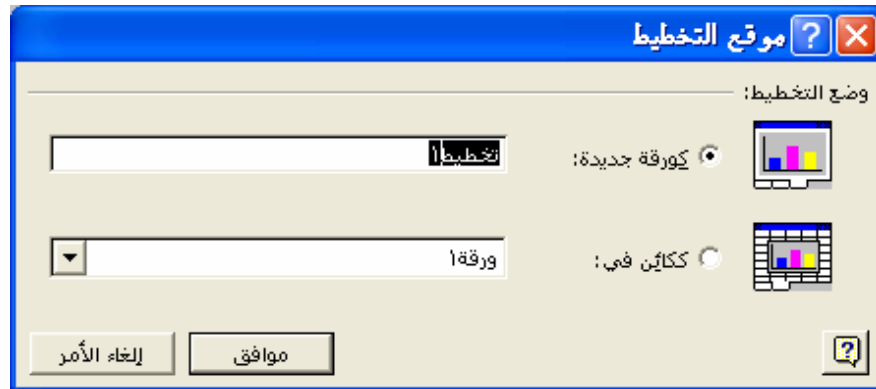 موقع التخطيط
وضع التخطيط:
كورقة جديدة: تخطيط١
ككائن في: ورقة١
موافق إلغاء الأمر